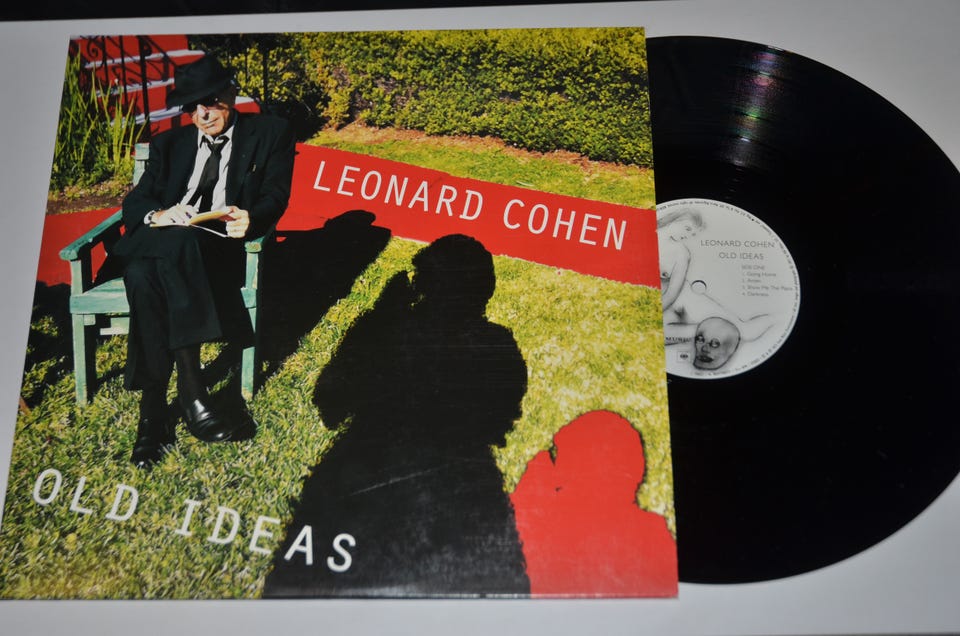 LEONARD COHEN
OLD IDEAS
LEONARD COHEN
OLD IDEAS
SIDE ONE
1. Going Home
2. Amen
3. Show Me The Place
4. Darkness
MUSIC